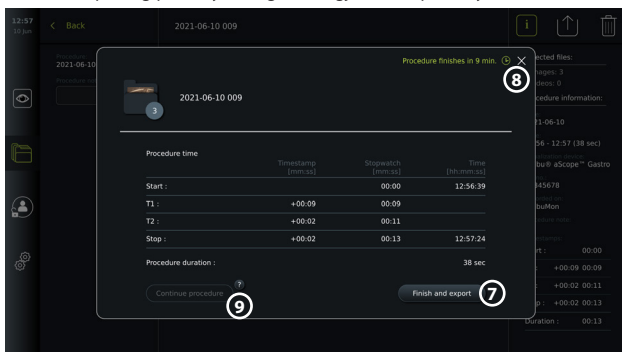 12:57
10 Jun
Back
2021-06-10 009
i
Procedure
2021-06-10
Procedure finishes in 9 min.
8
3
2021-06-10 009
Procedure time
Timestamp Stopwatch Time
[mm:ss] [mm:ss] [hh:mm:ss]
Start : 00:00 12:56:39
T1 : +00:09 00:09
T2 : +00:02 00:11
Stop : +00:02 00:13 12:57:24
Procedure duration : 38 sec
Continue procedure
?
9
Finish and export
7
ected files:
ages: 3
deos: 0
cedure information:
21-06-10
56 - 12:57 (38 sec)
bu® aScope™ Gastro
345678
buMon
rt : 00:00
: +00:09 00:09
: +00:02 00:11
p : +00:02 00:13
Duration : 00:13